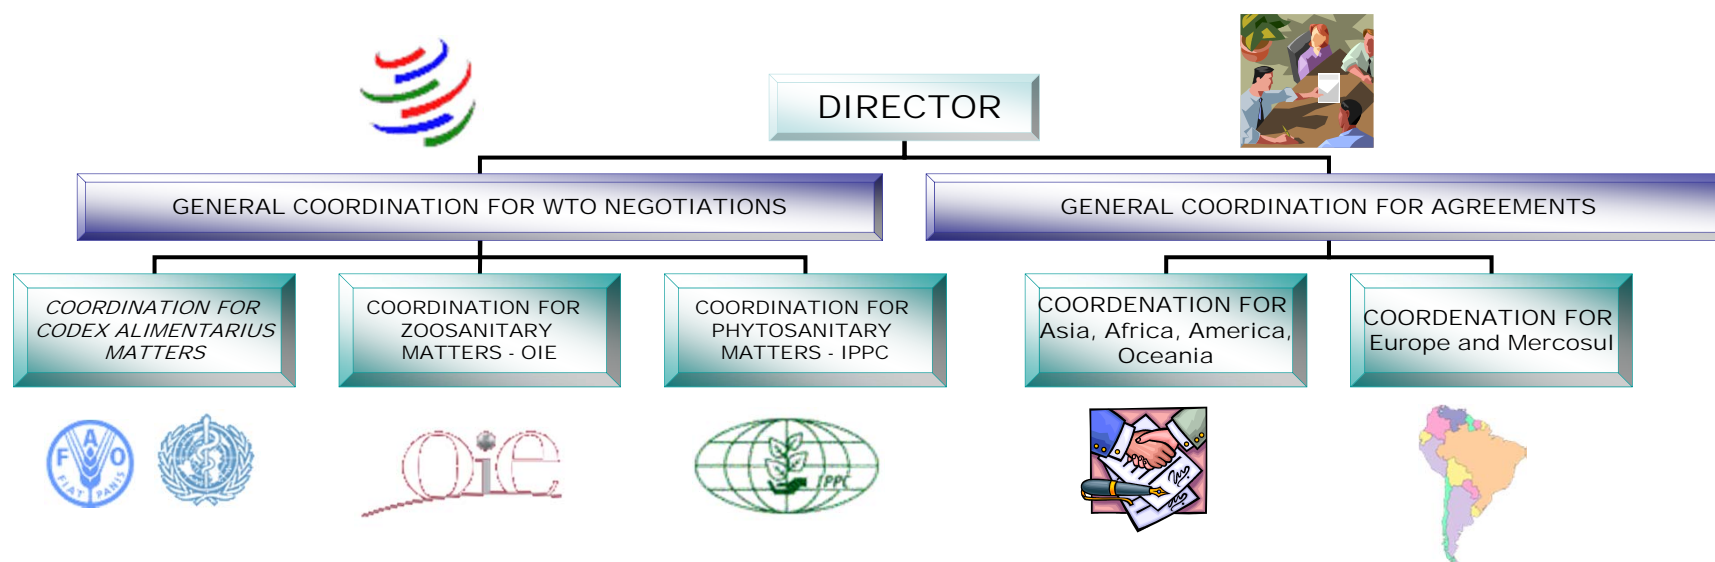 DIRECTOR
GENERAL COORDINATION FOR WTO NEGOTIATIONS
GENERAL COORDINATION FOR AGREEMENTS
COORDINATION FOR
CODEX ALIMENTARIUS
MATTERS
COORDINATION FOR
ZOOSANITARY
MATTERS - OIE
COORDINATION FOR
PHYTOSANITARY
MATTERS - IPPC
COORDENATION FOR
Asia, Africa, America,
Oceania
COORDENATION FOR
Europe and Mercosul
F A O
FIAT PANIS
oie
IPPC